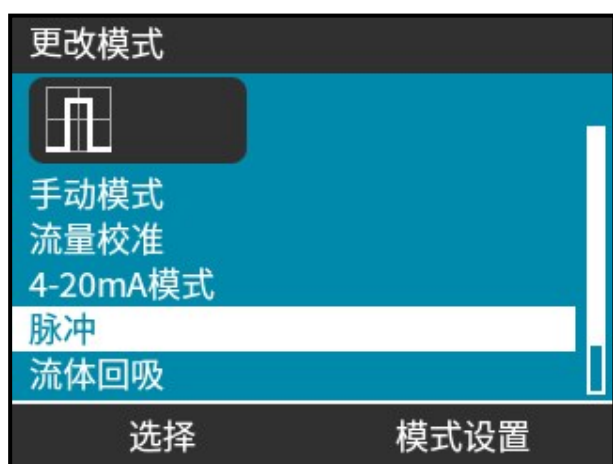 更改模式
手动模式
流量校准
4-20mA模式
脉冲
流体回吸
选择 模式设置